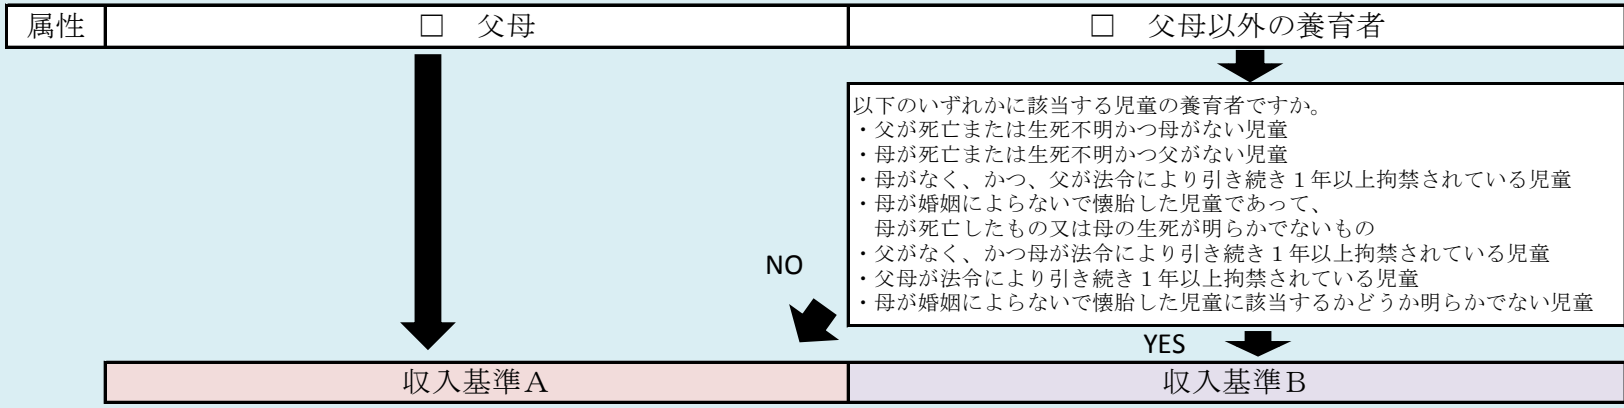 属性
□ 父母
□ 父母以外の養育者
以下のいずれかに該当する児童の養育者ですか。
・父が死亡または生死不明かつ母がない児童
・母が死亡または生死不明かつ父がない児童
・母がなく、かつ、父が法令により引き続き１年以上拘禁されている児童
・母が婚姻によらないで懐胎した児童であって、
母が死亡したもの又は母の生死が明らかでないもの
・父がなく、かつ母が法令により引き続き１年以上拘禁されている児童
・父母が法令により引き続き１年以上拘禁されている児童
・母が婚姻によらないで懐胎した児童に該当するかどうか明らかでない児童
NO
YES
収入基準Ａ
収入基準Ｂ